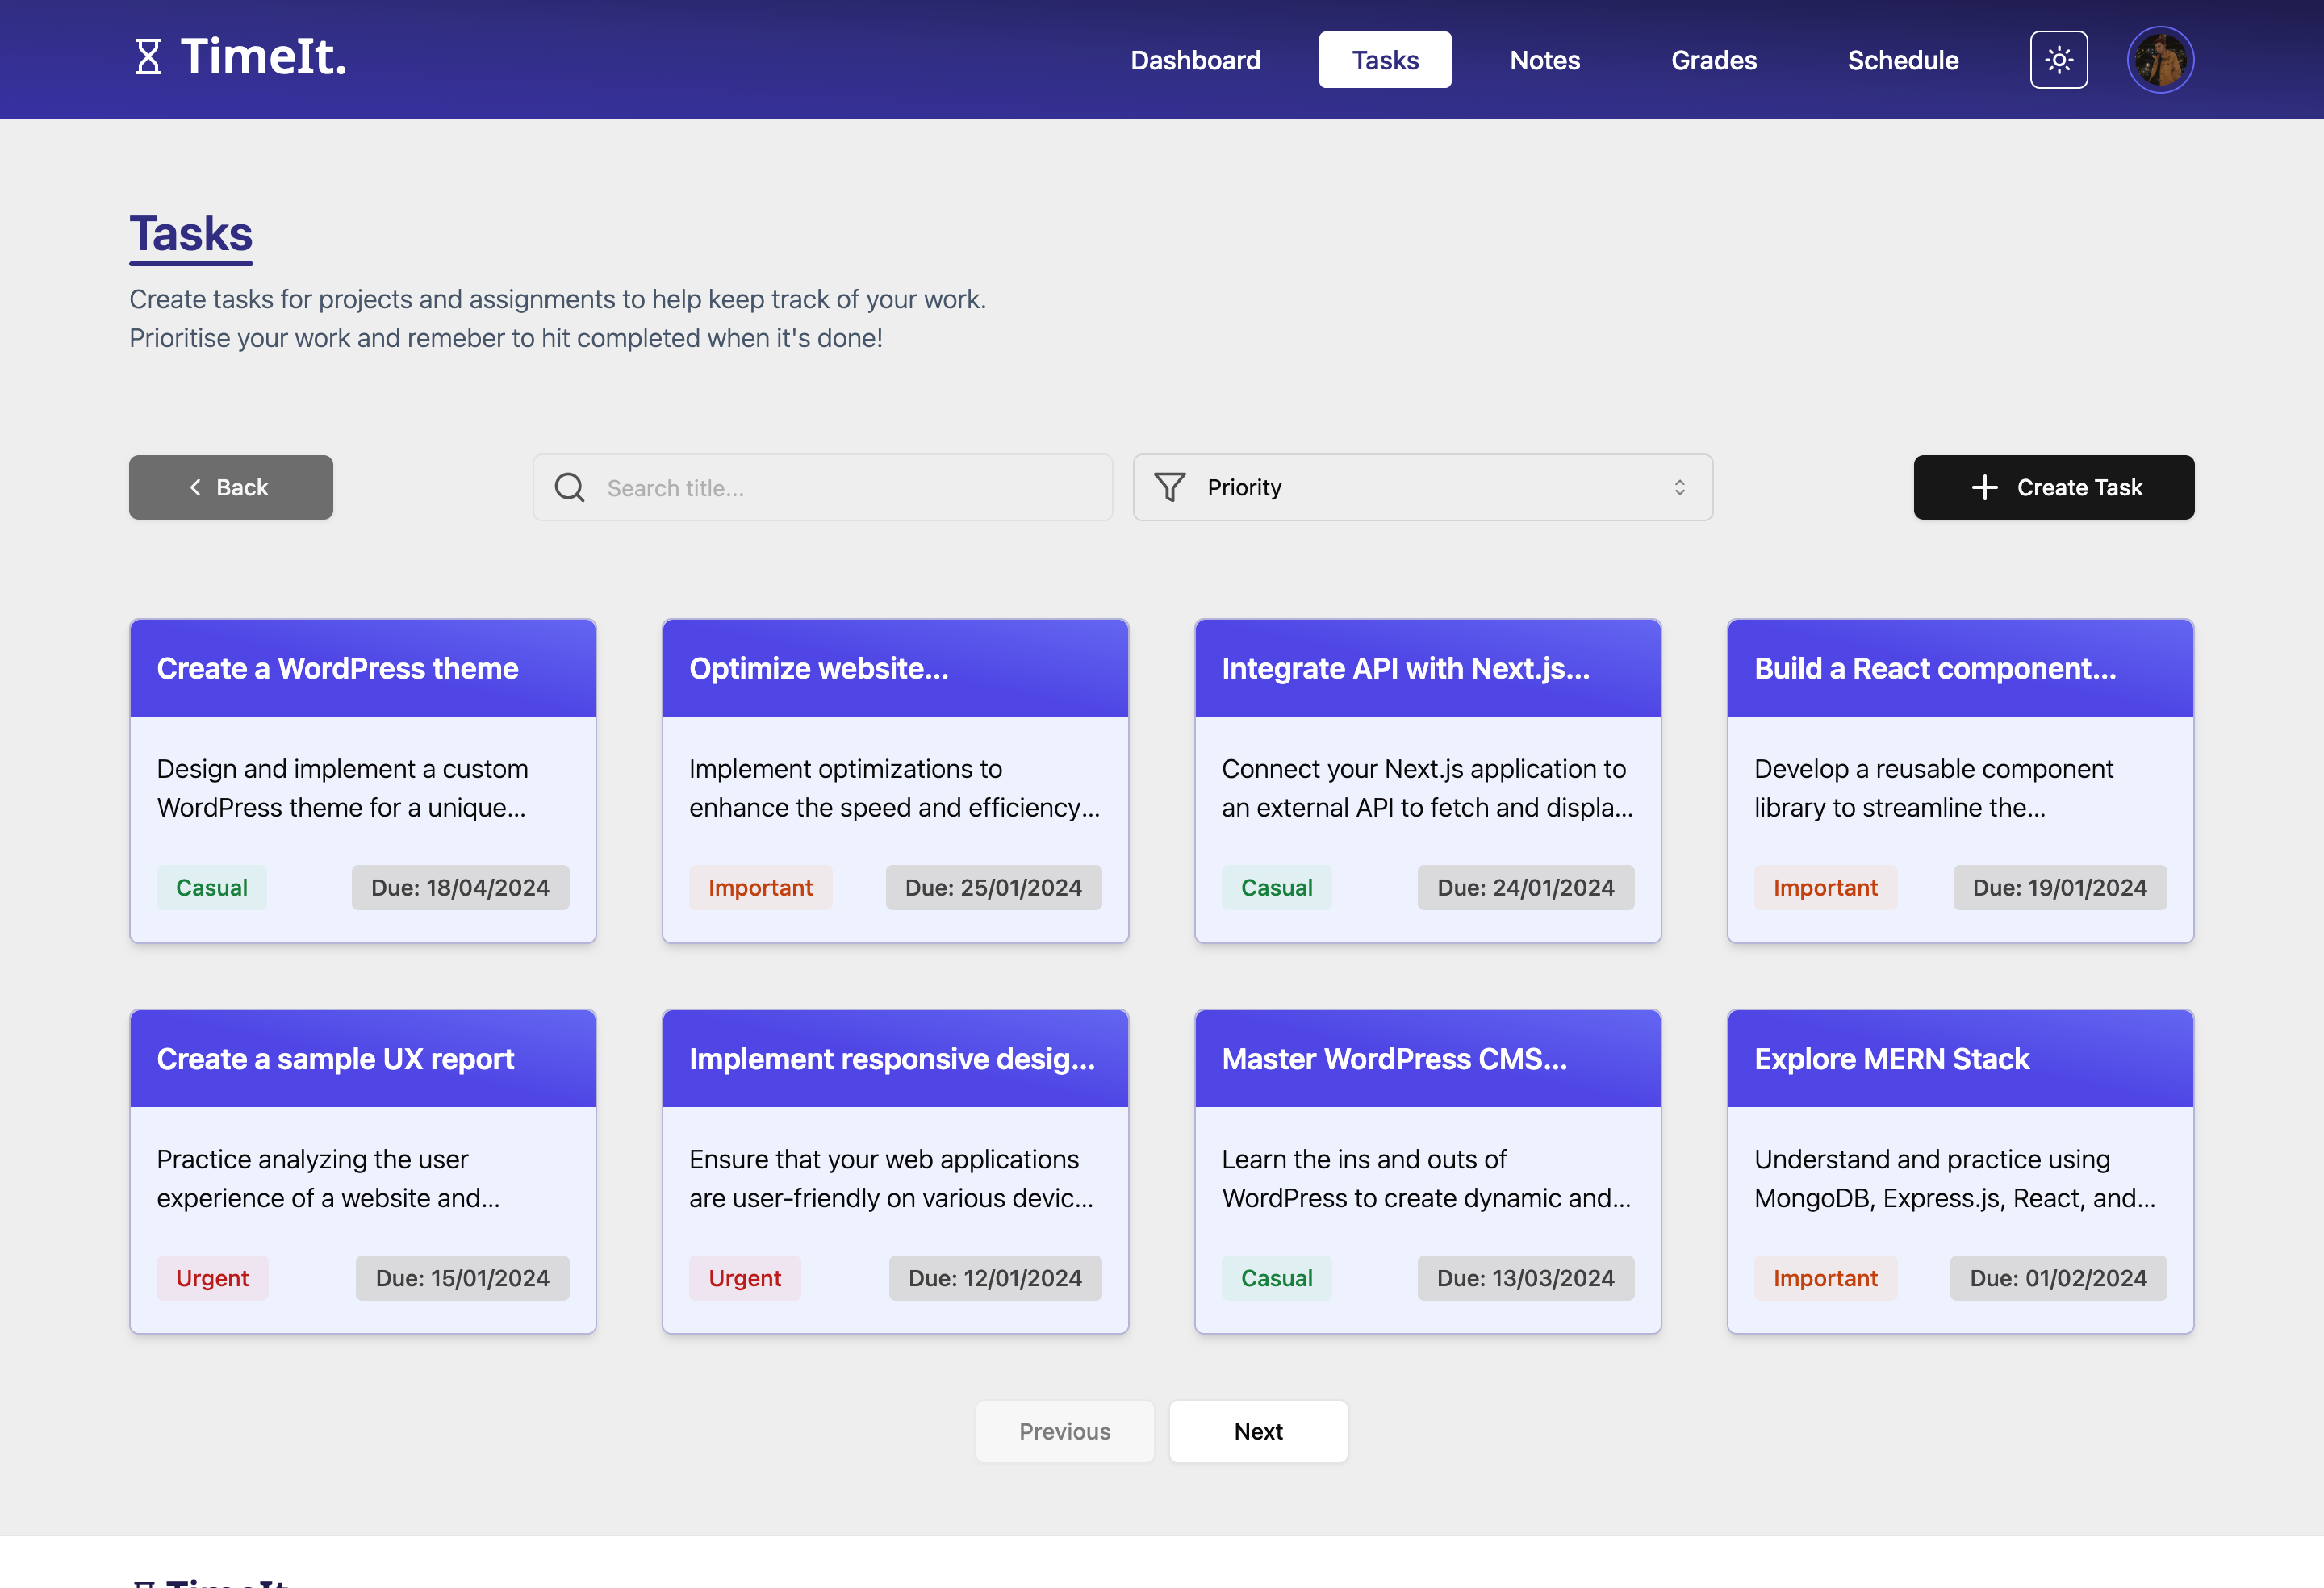 TimeIt.
Dashboard
Tasks
Notes
Grades
Schedule
Tasks
Create tasks for projects and assignments to help keep track of your work.
Prioritise your work and remeber to hit completed when it's done!
Back
Search title...
Priority
Create Task
Create a WordPress theme
Design and implement a custom
WordPress theme for a unique...
Casual
Due: 18/04/2024
Optimize website...
Implement optimizations to
enhance the speed and efficiency...
Important
Due: 25/01/2024
Integrate API with Next.js...
Connect your Next.js application to
an external API to fetch and displa...
Casual
Due: 24/01/2024
Build a React component...
Develop a reusable component
library to streamline the...
Important
Due: 19/01/2024
Create a sample UX report
Practice analyzing the user
experience of a website and...
Urgent
Due: 15/01/2024
Implement responsive desig...
Ensure that your web applications
are user-friendly on various devic...
Urgent
Due: 12/01/2024
Master WordPress CMS...
Learn the ins and outs of
WordPress to create dynamic and...
Casual
Due: 13/03/2024
Explore MERN Stack
Understand and practice using
MongoDB, Express.js, React, and...
Important
Due: 01/02/2024
Previous
Next
TimeIt